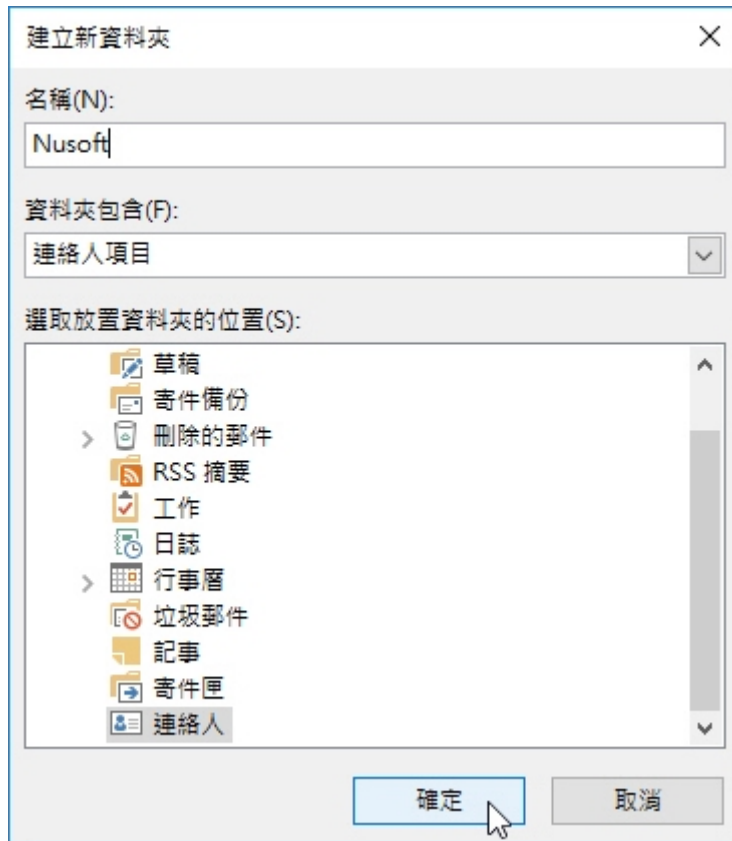 建立新資料夾
名稱(N):
Nusoft
資料夾包含(F):
連絡人項目
選取放置資料夾的位置(S):
草稿
寄件備份
刪除的郵件
RSS 摘要
工作
日誌
行事曆
垃圾郵件
記事
寄件匣
連絡人
確定 取消